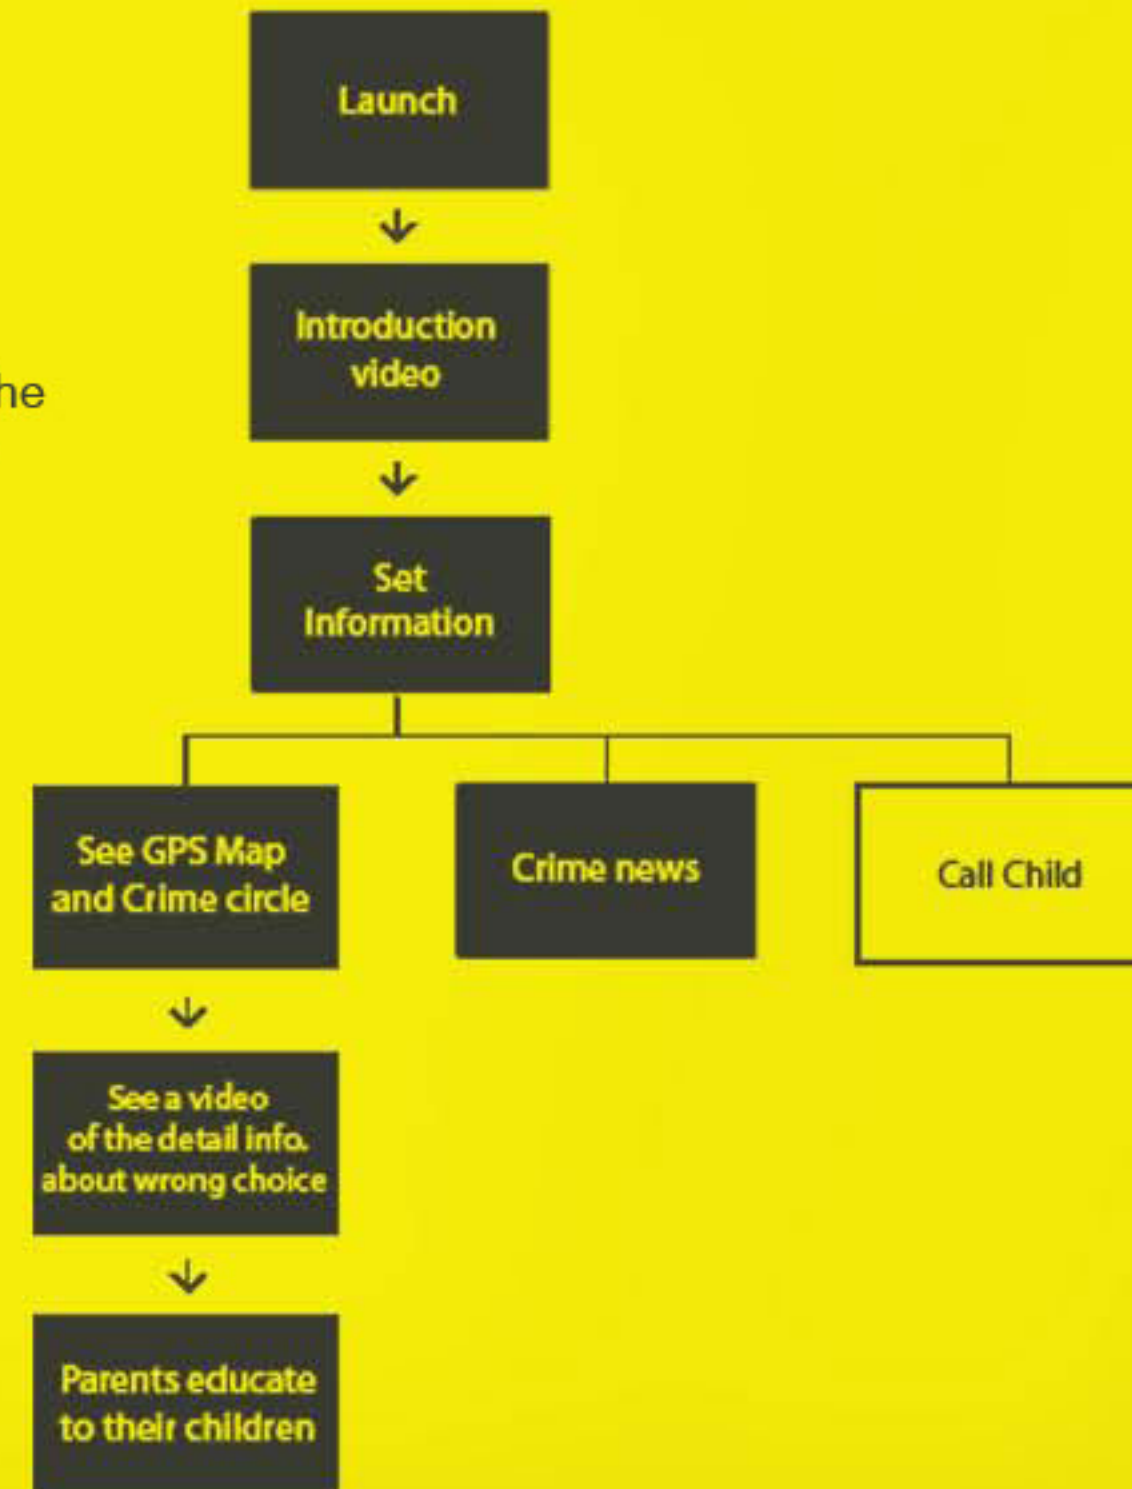 Launch
Introduction
video
he
Set
Information
See GPS Map
and Crime circle
Crime news
Call Child
See a video
of the detail info.
about wrong choice
Parents educate
to their children